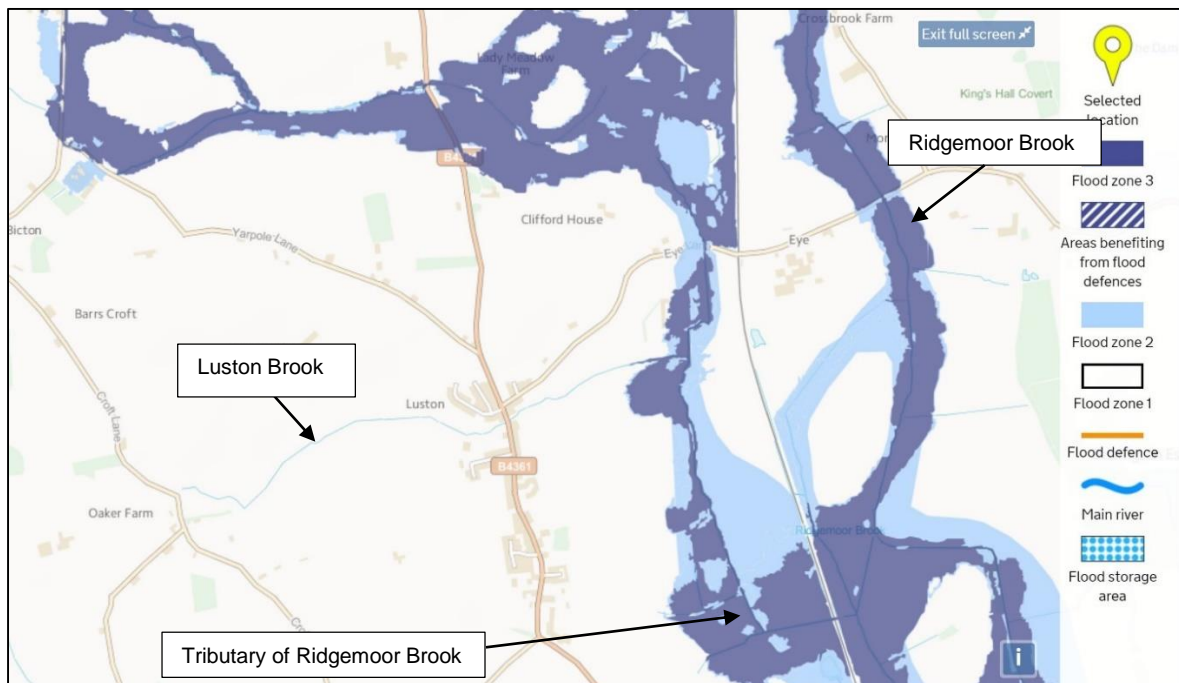 Crossbrook Farm
Exit full screen
Lady Meadow
Farm
King's Hall Covert
Selected
location
Ridgemoor Brook
Flood zone 3
Clifford House
Eye
Bicton
Yarpole Lane
Areas benefiting
from flood
defences
Barrs Croft
Flood zone 2
Luston Brook
Croft Lane
Luston
Flood zone 1
B4361
Flood defence
Oaker Farm
Main river
Ridgemoor Brook
Flood storage
area
Tributary of Ridgemoor Brook
i